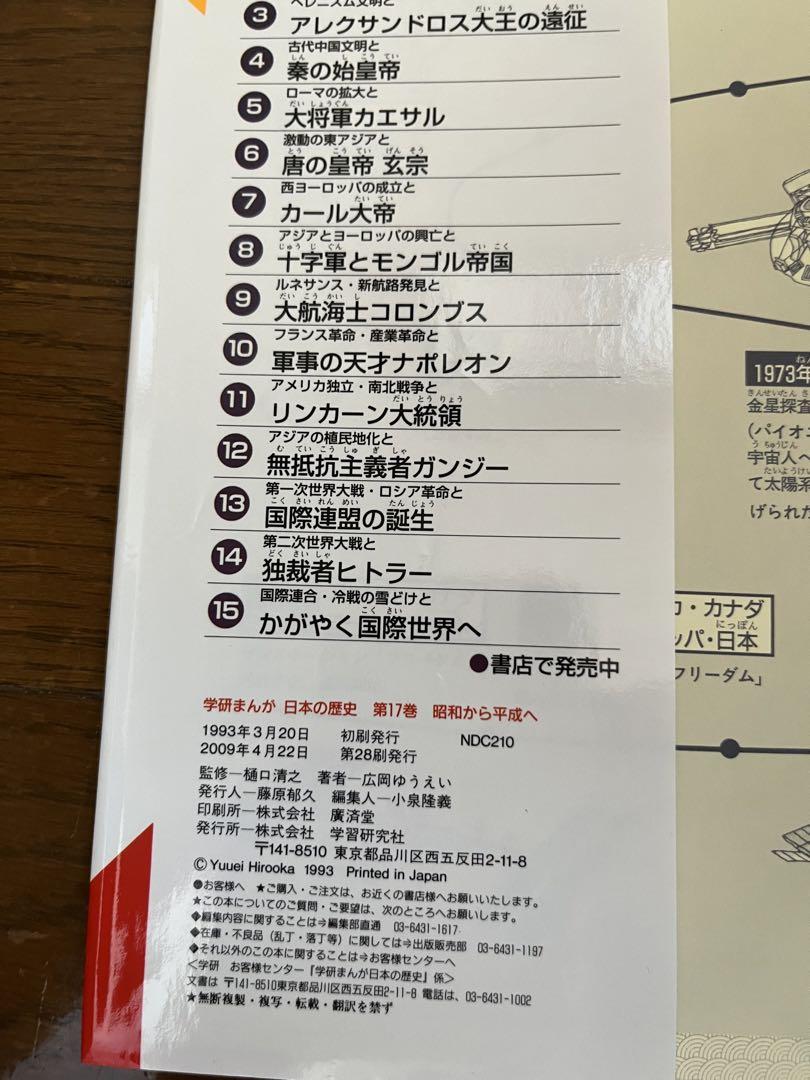 ヘレニズム文明と
③ アレクサンドロス大王の遠征
古代中国文明と
④ 秦の始皇帝
ローマの拡大と
⑤ 大将軍カエサル
激動の東アジアと
⑥ 唐の皇帝 玄宗
西ヨーロッパの成立と
⑦ カール大帝
アジアとヨーロッパの興亡と
⑧ 十字軍とモンゴル帝国
ルネサンス・新航路発見と
⑨ 大航海士コロンブス
フランス革命・産業革命と
⑩ 軍事の天才ナポレオン
アメリカ独立・南北戦争と
⑪ リンカーン大統領
アジアの植民地化と
⑫ 無抵抗主義者ガンジー
第一次世界大戦・ロシア革命と
⑬ 国際連盟の誕生
第二次世界大戦と
⑭ 独裁者ヒトラー
国際連合・冷戦の雪どけと
⑮ かがやく国際世界へ
●書店で発売中
学研まんが 日本の歴史 第17巻 昭和から平成へ
1993年3月20日 初刷発行 NDC210
2009年4月22日 第28刷発行
監修―樋口清之 著者―広岡ゆうえい
発行人―藤原郁久 編集人―小泉隆義
印刷所―株式会社 廣済堂
発行所―株式会社 学習研究社
〒141-8510 東京都品川区西五反田2-11-8
©Yuuei Hirooka 1993 Printed in Japan
●お客様へ ★ご購入・ご注文は、お近くの書店様へお願いいたします。
★この本についてのご質問・ご要望は、次のところへお願いします。
◆編集内容に関することは⇒編集部直通 03-6431-1617
◆在庫・不良品(乱丁・落丁等)に関しては⇒出版販売部 03-6431-1197
◆それ以外のこの本に関することは⇒お客様センターへ
<学研 お客様センター『学研まんが日本の歴史』係>
文書は 〒141-8510東京都品川区西五反田2-11-8 電話は、03-6431-1002
★無断複製・複写・転載・翻訳を禁ず
1973年
金星探査
(パイオニ
宇宙人へ
て太陽系
げられた
カ・カナダ
ッパ・日本
フリーダム」